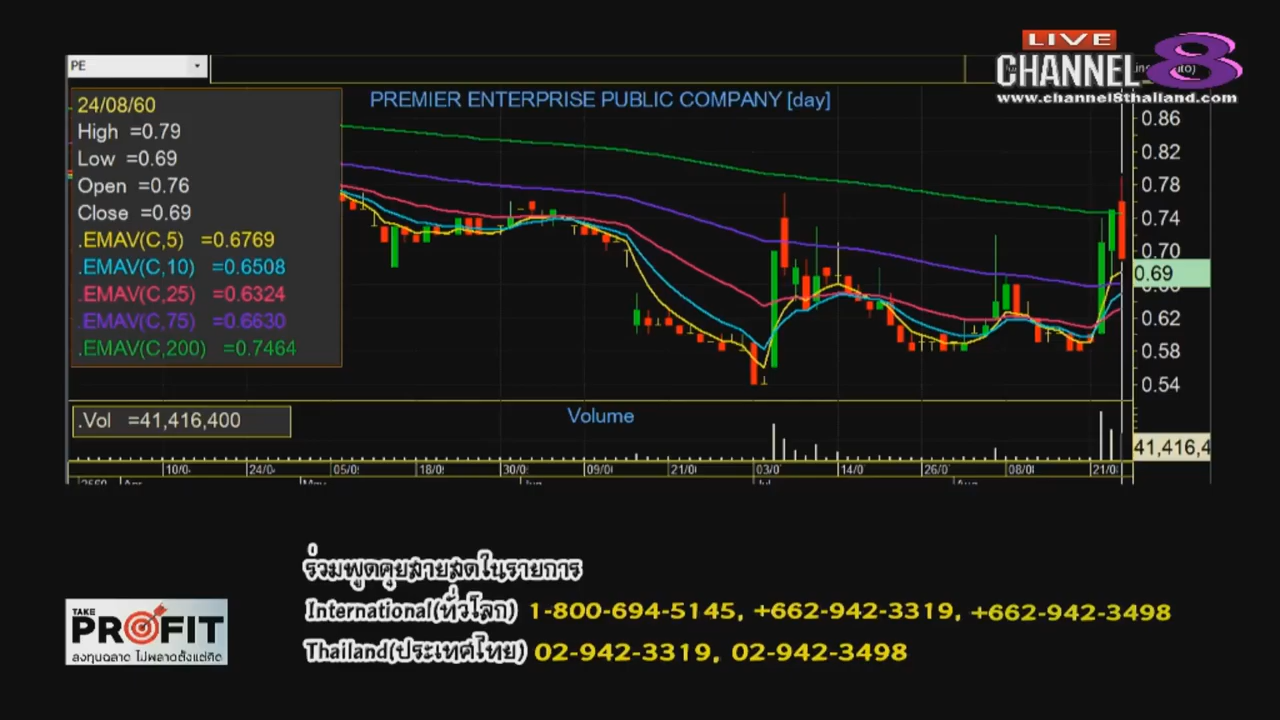 LIVE
CHANNEL 8
www.channel8thailand.com
PE
PREMIER ENTERPRISE PUBLIC COMPANY [day]
24/08/60
High =0.79
Low =0.69
Open =0.76
Close =0.69
.EMAV(C,5) =0.6769
.EMAV(C,10) =0.6508
.EMAV(C,25) =0.6324
.EMAV(C,75) =0.6630
.EMAV(C,200) =0.7464
0.86
0.82
0.78
0.74
0.70
0.69
0.62
0.58
0.54
.Vol =41,416,400
Volume
41,416,4
10/0 24/0 05/0 18/0 30/0 09/0 21/0 03/0 14/0 26/0 08/0 21/0
ร่วมพูดคุยสายสดในรายการ
International(ทั่วโลก) 1-800-694-5145, +662-942-3319, +662-942-3498
Thailand(ประเทศไทย) 02-942-3319, 02-942-3498
TAKE
PROFIT
ลงทุนฉลาด ไม่พลาดตั้งแต่คิด